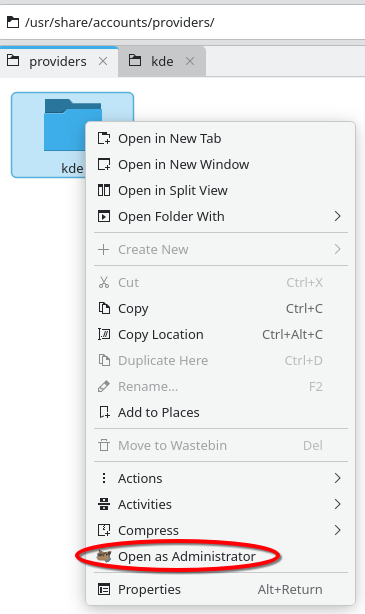 /usr/share/accounts/providers/
providers kde
kde
Open in New Tab
Open in New Window
Open in Split View
Open Folder With
Create New
Cut Ctrl+X
Copy Ctrl+C
Copy Location Ctrl+Alt+C
Duplicate Here Ctrl+D
Rename... F2
Add to Places
Move to Wastebin Del
Actions
Activities
Compress
Open as Administrator
Properties Alt+Return